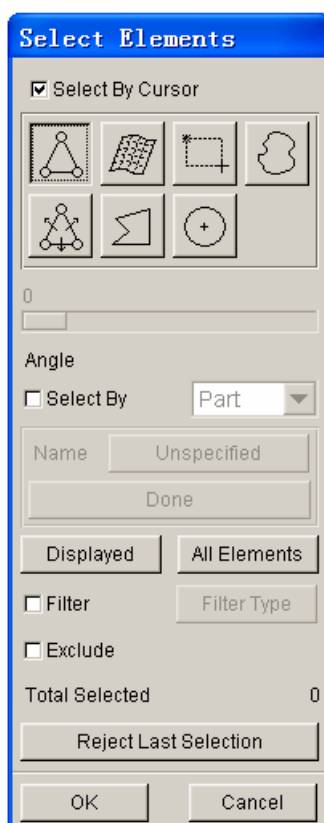 Select Elements
Select By Cursor
0
Angle
Select By Part
Name Unspecified
Done
Displayed All Elements
Filter Filter Type
Exclude
Total Selected 0
Reject Last Selection
OK Cancel